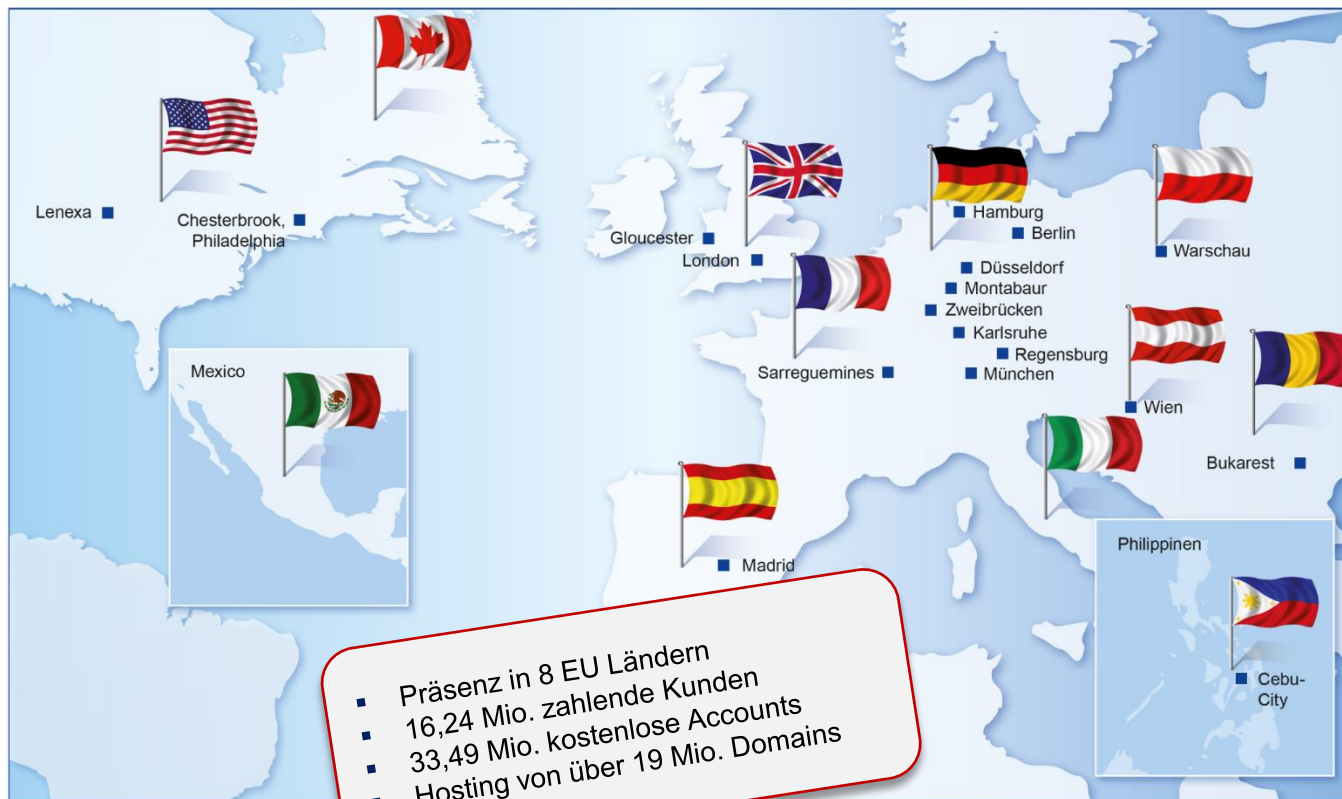 Lenexa
Chesterbrook,
Philadelphia
Gloucester
London
Hamburg
Berlin
Düsseldorf
Montabaur
Zweibrücken
Karlsruhe
Regensburg
München
Warschau
Sarreguemines
Wien
Bukarest
Madrid
Mexico
Philippinen
Cebu-
City
▪ Präsenz in 8 EU Ländern
▪ 16,24 Mio. zahlende Kunden
▪ 33,49 Mio. kostenlose Accounts
▪ Hosting von über 19 Mio. Domains